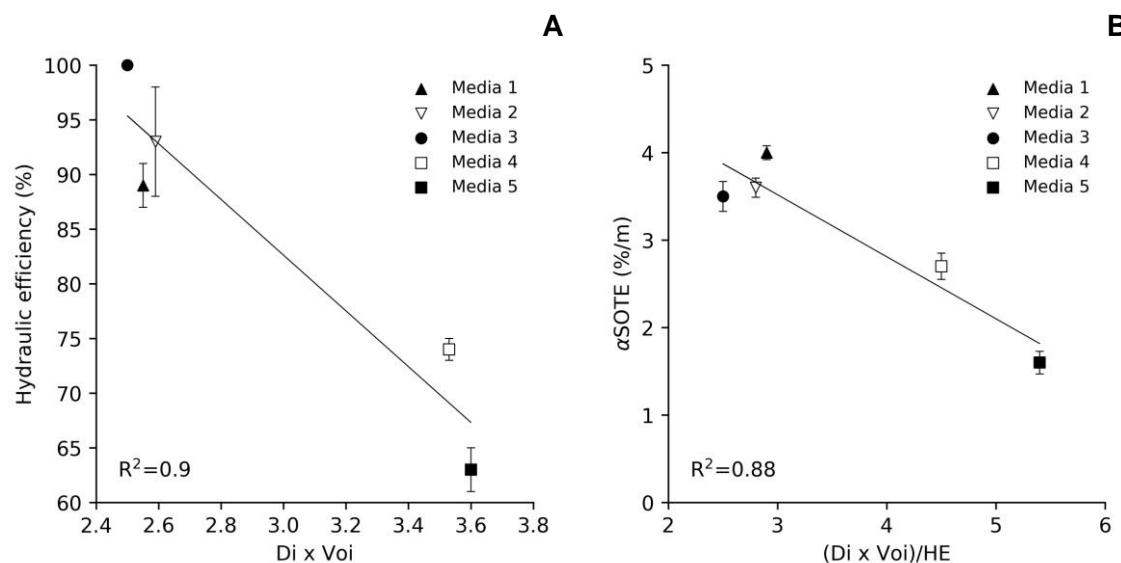 A
Hydraulic efficiency (%)
100
95
90
85
80
75
70
65
60
Media 1
Media 2
Media 3
Media 4
Media 5
R²=0.9
2.4 2.6 2.8 3.0 3.2 3.4 3.6 3.8
Di x Voi
B
αSOTE (%/m)
5
4
3
2
1
0
Media 1
Media 2
Media 3
Media 4
Media 5
R²=0.88
2 3 4 5 6
(Di x Voi)/HE